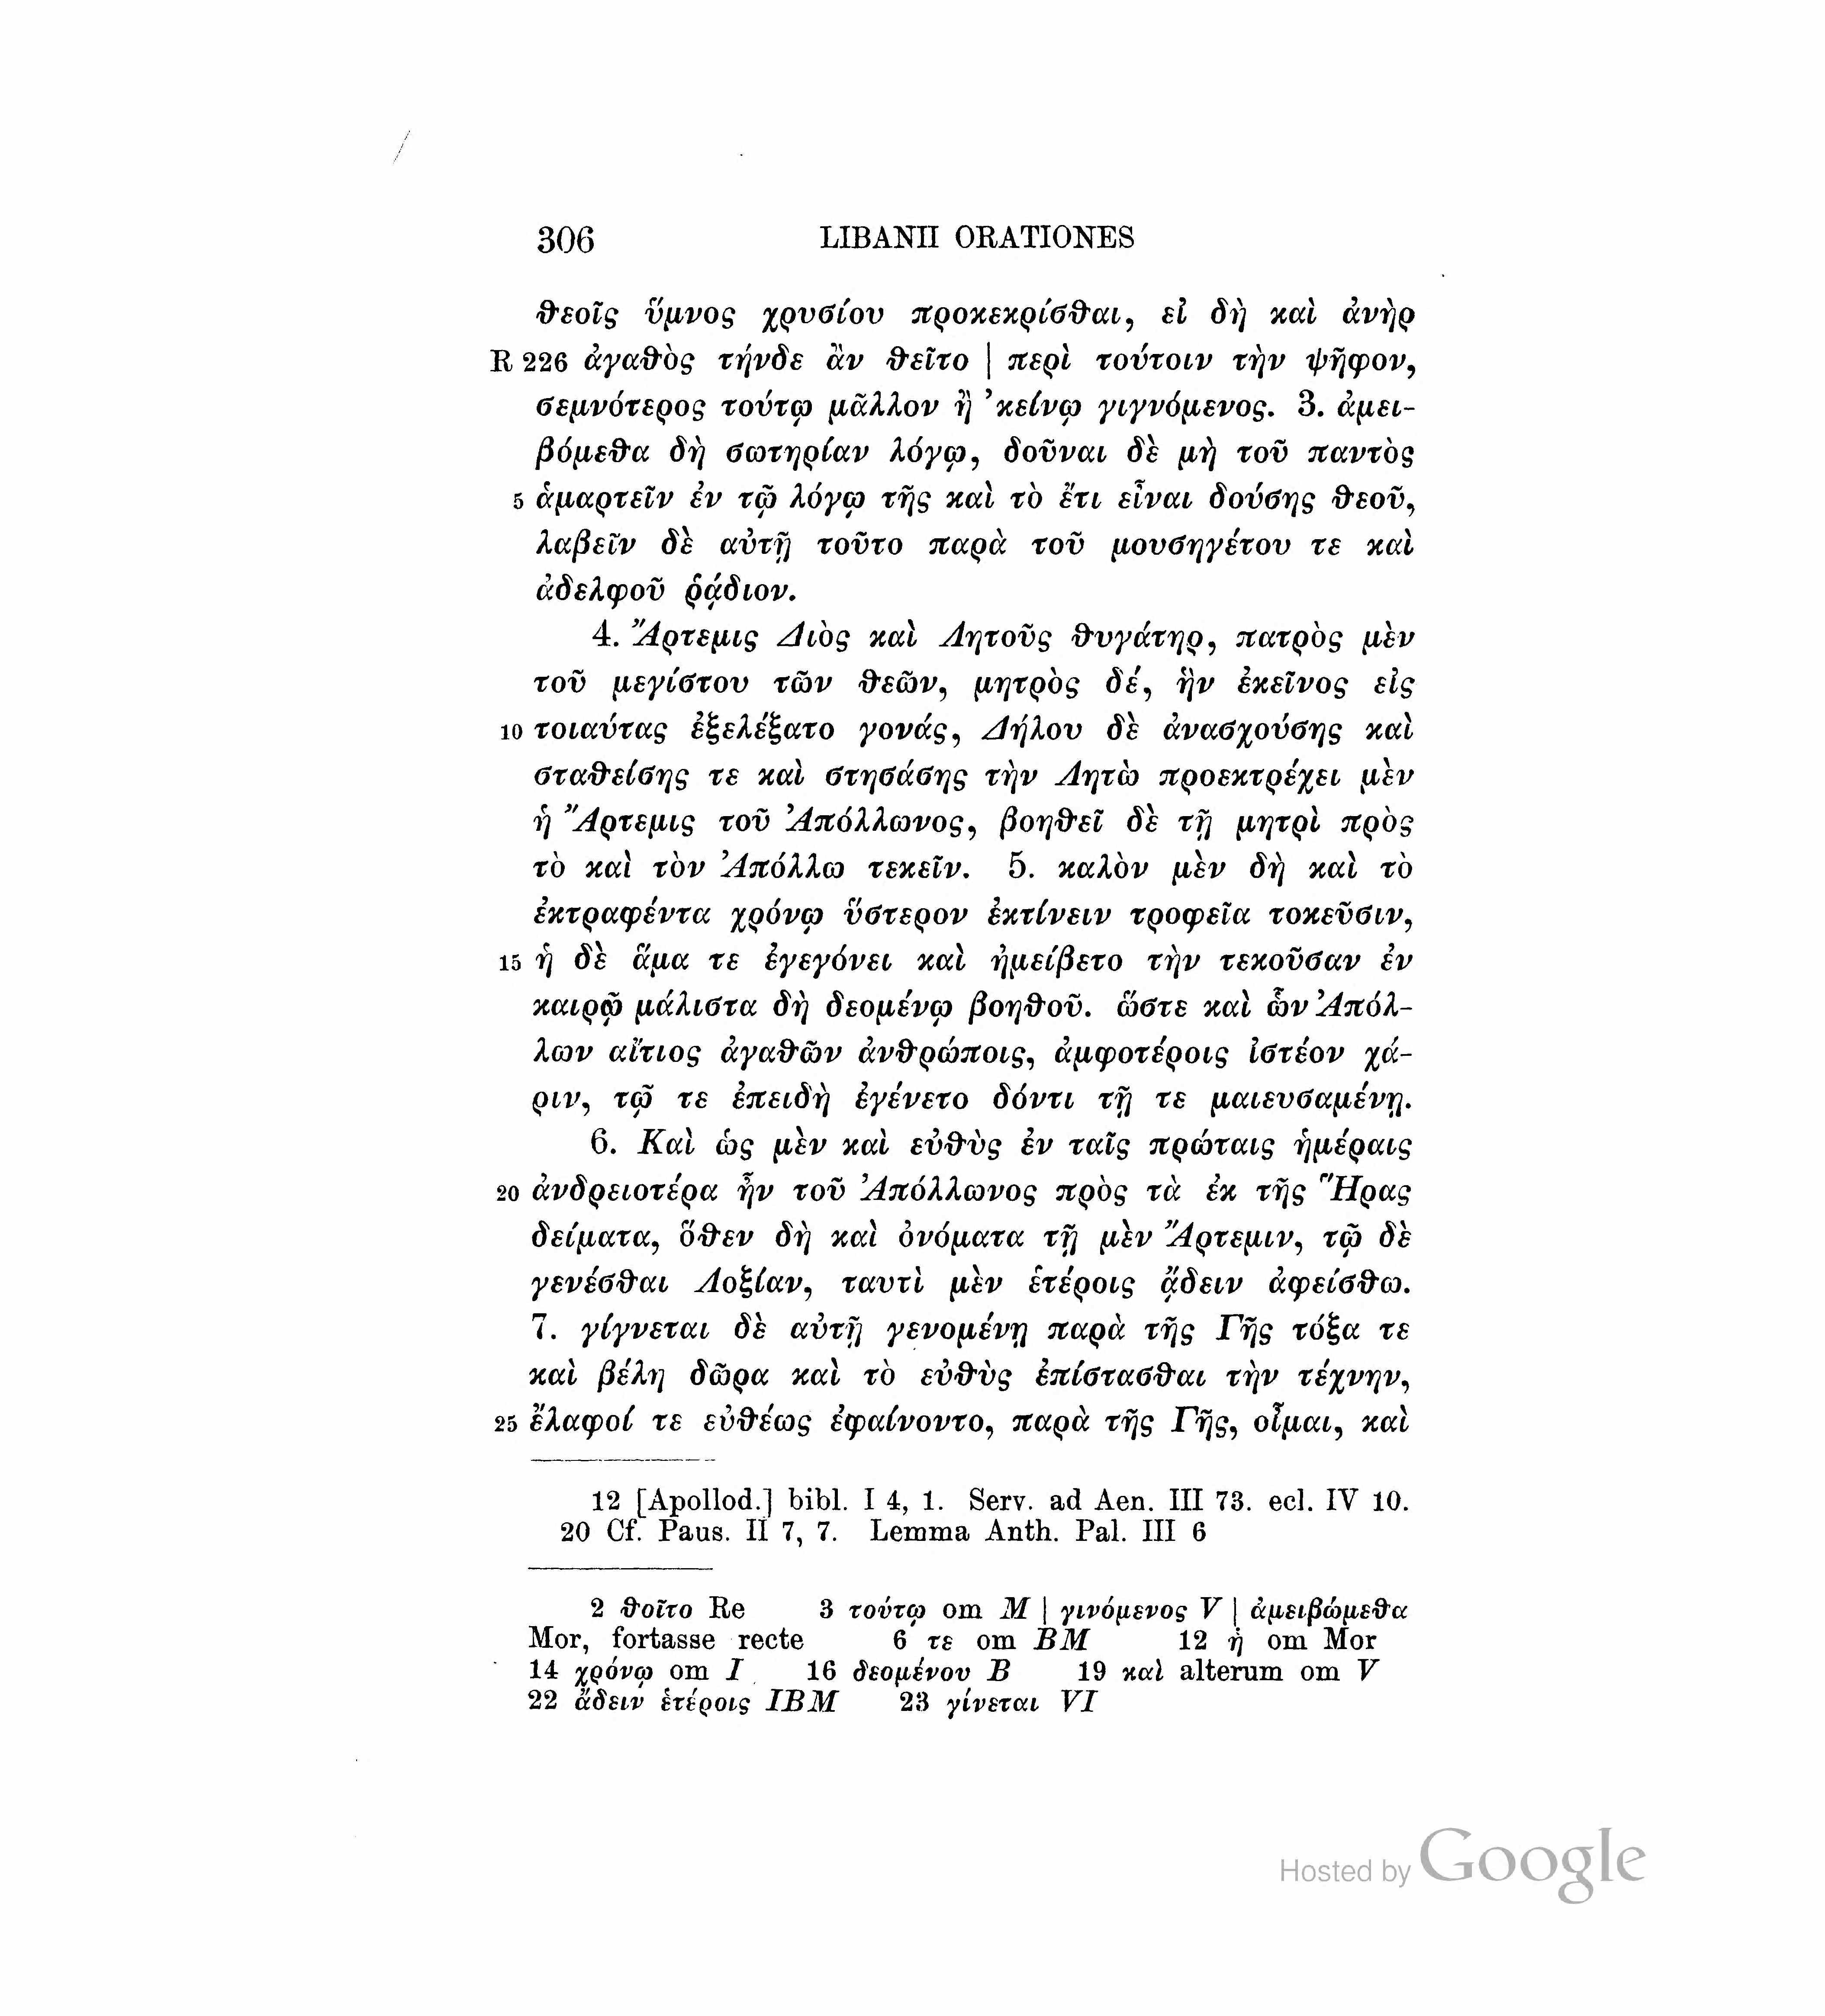 306 LIBANII ORATIONES
ϑεοῖς ὕμνος χρυσίου προκεκρίσϑαι, εἰ δὴ καὶ ἀνὴρ
R 226 ἀγαϑὸς τήνδε ἂν ϑεῖτο | περὶ τούτοιν τὴν ψῆφον,
σεμνότερος τούτῳ μᾶλλον ἢ ’κείνῳ γιγνόμενος. 3. ἀμει-
βόμεϑα δὴ σωτηρίαν λόγῳ, δοῦναι δὲ μὴ τοῦ παντὸς
5 ἁμαρτεῖν ἐν τῷ λόγῳ τῆς καὶ τὸ ἔτι εἶναι δούσης ϑεοῦ,
λαβεῖν δὲ αὐτῇ τοῦτο παρὰ τοῦ μουσηγέτου τε καὶ
ἀδελφοῦ ῥᾴδιον.
4. Ἄρτεμις Διὸς καὶ Λητοῦς ϑυγάτηρ, πατρὸς μὲν
τοῦ μεγίστου τῶν ϑεῶν, μητρὸς δέ, ἣν ἐκεῖνος εἰς
10 τοιαύτας ἐξελέξατο γονάς, Δήλου δὲ ἀνασχούσης καὶ
σταϑείσης τε καὶ στησάσης τὴν Λητὼ προεκτρέχει μὲν
ἡ Ἄρτεμις τοῦ Ἀπόλλωνος, βοηϑεῖ δὲ τῇ μητρὶ πρὸς
τὸ καὶ τὸν Ἀπόλλω τεκεῖν. 5. καλὸν μὲν δὴ καὶ τὸ
ἐκτραφέντα χρόνῳ ὕστερον ἐκτίνειν τροφεῖα τοκεῦσιν,
15 ἡ δὲ ἅμα τε ἐγεγόνει καὶ ἠμείβετο τὴν τεκοῦσαν ἐν
καιρῷ μάλιστα δὴ δεομένῳ βοηϑοῦ. ὥστε καὶ ὧν Ἀπόλ-
λων αἴτιος ἀγαϑῶν ἀνϑρώποις, ἀμφοτέροις ἰστέον χά-
ριν, τῷ τε ἐπειδὴ ἐγένετο δόντι τῇ τε μαιευσαμένῃ.
6. Καὶ ὡς μὲν καὶ εὐϑὺς ἐν ταῖς πρώταις ἡμέραις
20 ἀνδρειοτέρα ἦν τοῦ Ἀπόλλωνος πρὸς τὰ ἐκ τῆς Ἥρας
δείματα, ὅϑεν δὴ καὶ ὀνόματα τῇ μὲν Ἄρτεμιν, τῷ δὲ
γενέσϑαι Λοξίαν, ταυτὶ μὲν ἑτέροις ᾄδειν ἀφείσϑω.
7. γίγνεται δὲ αὐτῇ γενομένῃ παρὰ τῆς Γῆς τόξα τε
καὶ βέλη δῶρα καὶ τὸ εὐϑὺς ἐπίστασϑαι τὴν τέχνην,
25 ἔλαφοί τε εὐϑέως ἐφαίνοντο, παρὰ τῆς Γῆς, οἶμαι, καὶ
12 [Apollod.] bibl. I 4, 1. Serv. ad Aen. III 73. ecl. IV 10.
20 Cf. Paus. II 7, 7. Lemma Anth. Pal. III 6
2 ϑοῖτο Re 3 τούτῳ om M | γινόμενος V | ἀμειβώμεϑα
Mor, fortasse recte 6 τε om BM 12 ἡ om Mor
14 χρόνῳ om I 16 δεομένου B 19 καὶ alterum om V
22 ᾄδειν ἑτέροις IBM 23 γίνεται VI
Hosted by Google